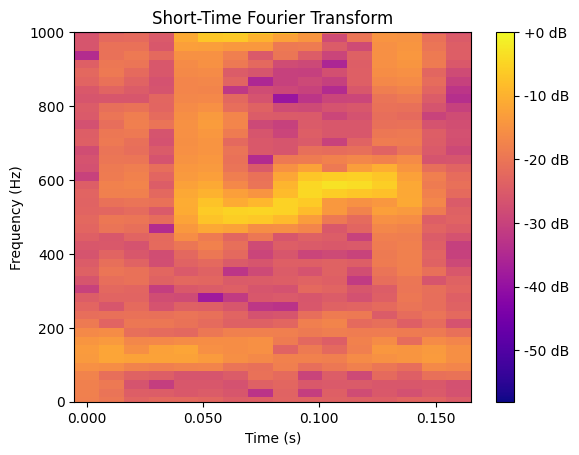 Short-Time Fourier Transform
1000
800
600
400
200
0
Frequency (Hz)
0.000
0.050
0.100
0.150
Time (s)
+0 dB
-10 dB
-20 dB
-30 dB
-40 dB
-50 dB